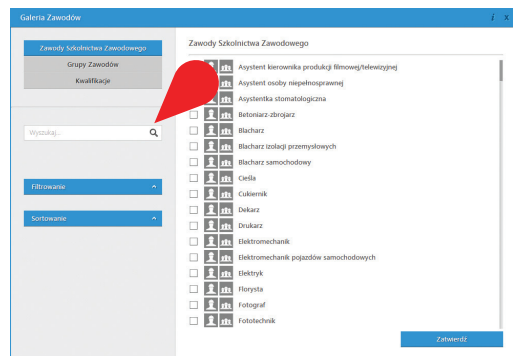 Galeria Zawodów
i x
Zawody Szkolnictwa Zawodowego
Grupy Zawodów
Kwalifikacje
Wyszukaj...
Filtrowanie
Sortowanie
Zawody Szkolnictwa Zawodowego
Asystent kierownika produkcji filmowej/telewizyjnej
Asystent osoby niepełnosprawnej
Asystentka stomatologiczna
Betoniarz-zbrojarz
Blacharz
Blacharz izolacji przemysłowych
Blacharz samochodowy
Cieśla
Cukiernik
Dekarz
Drukarz
Elektromechanik
Elektromechanik pojazdów samochodowych
Elektryk
Florysta
Fotograf
Fototechnik
Zatwierdź